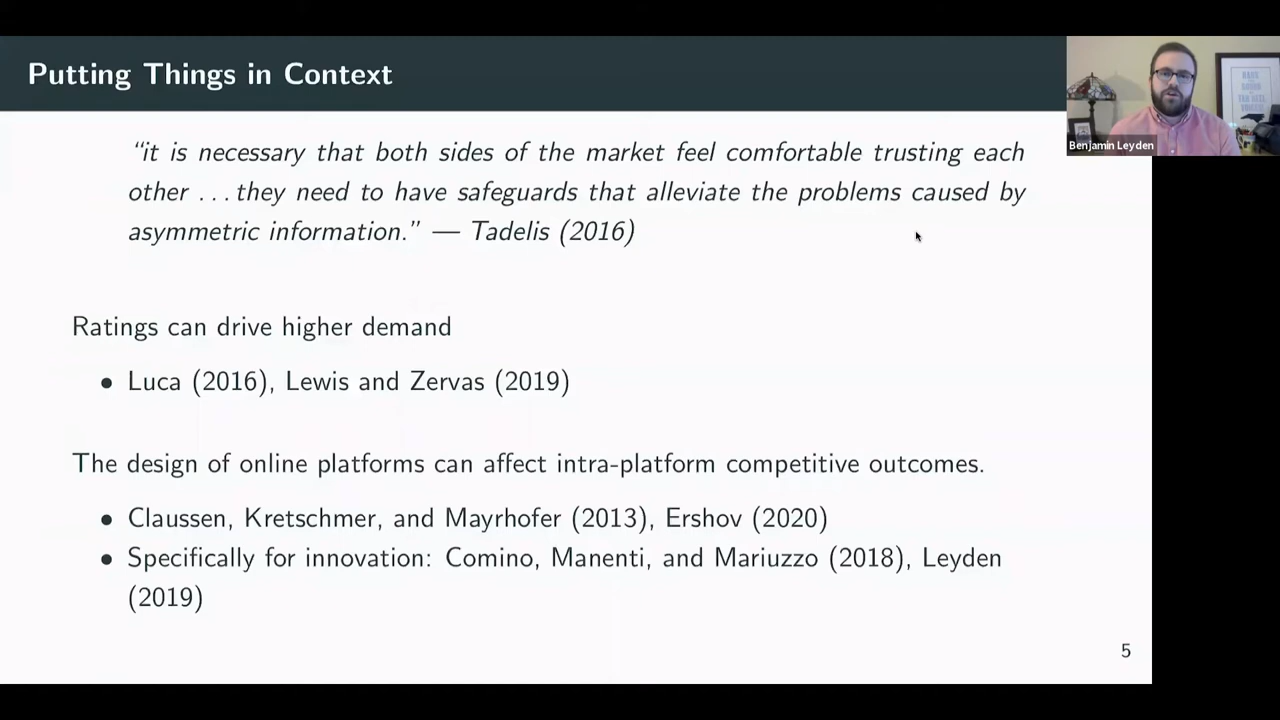 Putting Things in Context
“it is necessary that both sides of the market feel comfortable trusting each
other ... they need to have safeguards that alleviate the problems caused by
asymmetric information.” — Tadelis (2016)
Ratings can drive higher demand
• Luca (2016), Lewis and Zervas (2019)
The design of online platforms can affect intra-platform competitive outcomes.
• Claussen, Kretschmer, and Mayrhofer (2013), Ershov (2020)
• Specifically for innovation: Comino, Manenti, and Mariuzzo (2018), Leyden
(2019)
5
Benjamin Leyden